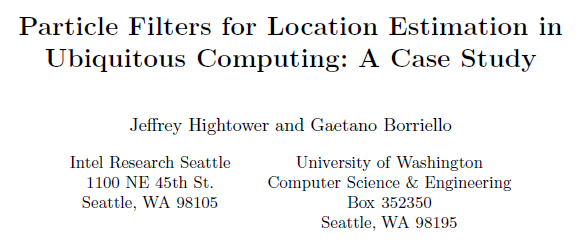 Particle Filters for Location Estimation in
Ubiquitous Computing: A Case Study
Jeffrey Hightower and Gaetano Borriello
Intel Research Seattle
1100 NE 45th St.
Seattle, WA 98105
University of Washington
Computer Science & Engineering
Box 352350
Seattle, WA 98195